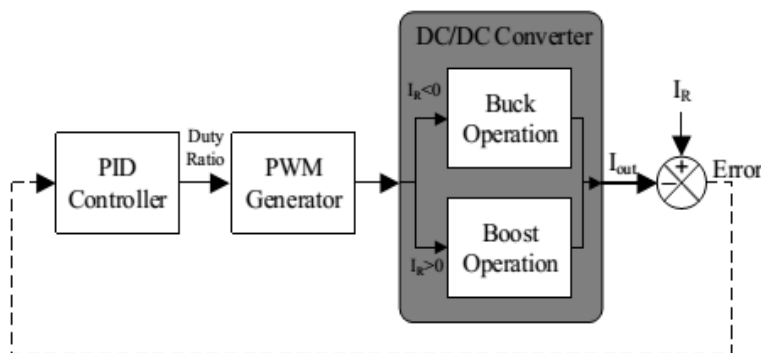 DC/DC Converter
I_R<0
Buck
Operation
I_R
Duty
Ratio
PID
Controller
PWM
Generator
I_out
+
−
Error
I_R>0
Boost
Operation